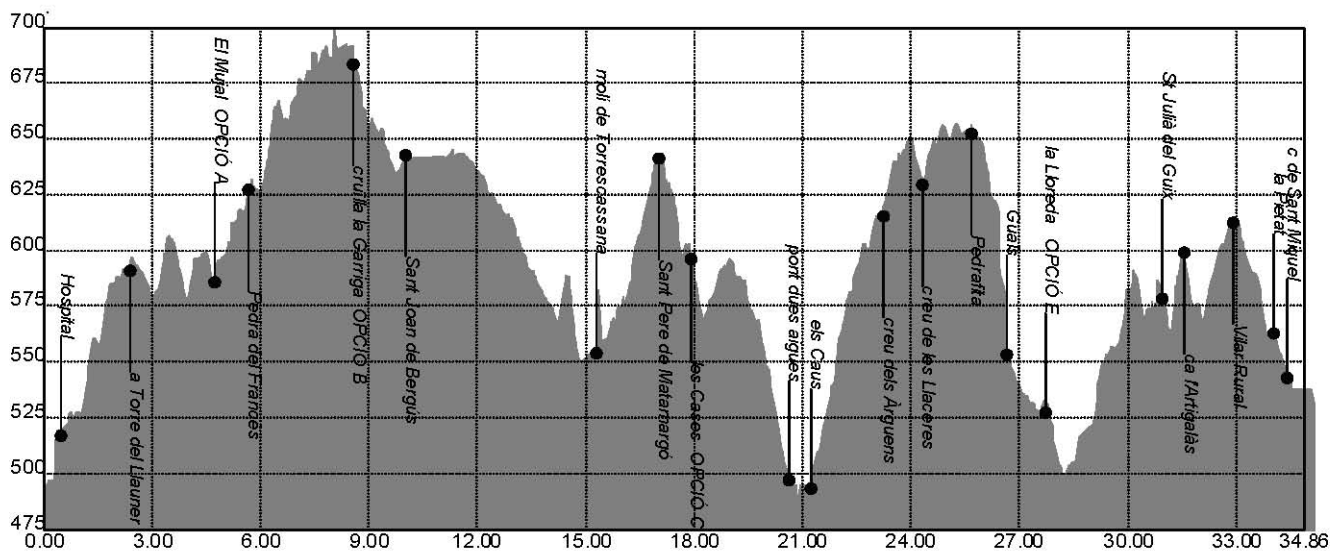 700
675
650
625
600
575
550
525
500
475
0.00
3.00
6.00
9.00
12.00
15.00
18.00
21.00
24.00
27.00
30.00
33.00
34.86
Hospital
a Torre del Llauner
El Mujal OPCIÓ A
Pedra del Francès
cruïlla la Garriga OPCIÓ B
Sant Joan de Bergús
molí de Torrescassana
Sant Pere de Matamargó
les Cases OPCIÓ C
pont dues aigues
els Caus
creu dels Àrguens
creu de les Llaceres
Pedrafita
Guals
la Lloreda OPCIÓ E
St Julià del Guix
ca l'Artigalàs
Vilar Rural
la Pietat
c de Sant Miquel